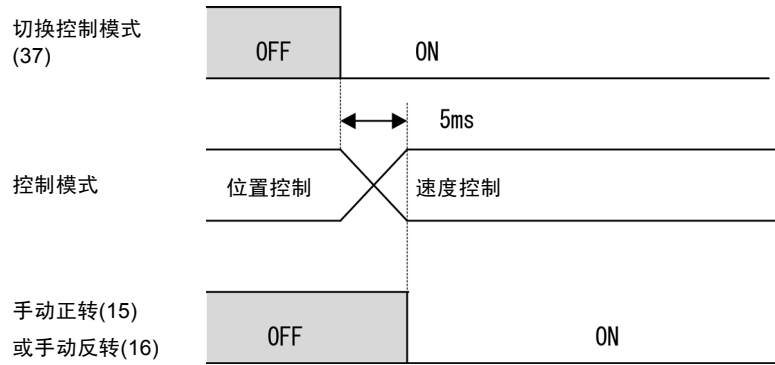 切换控制模式
(37)
OFF
ON
5ms
控制模式
位置控制
速度控制
手动正转(15)
或手动反转(16)
OFF
ON